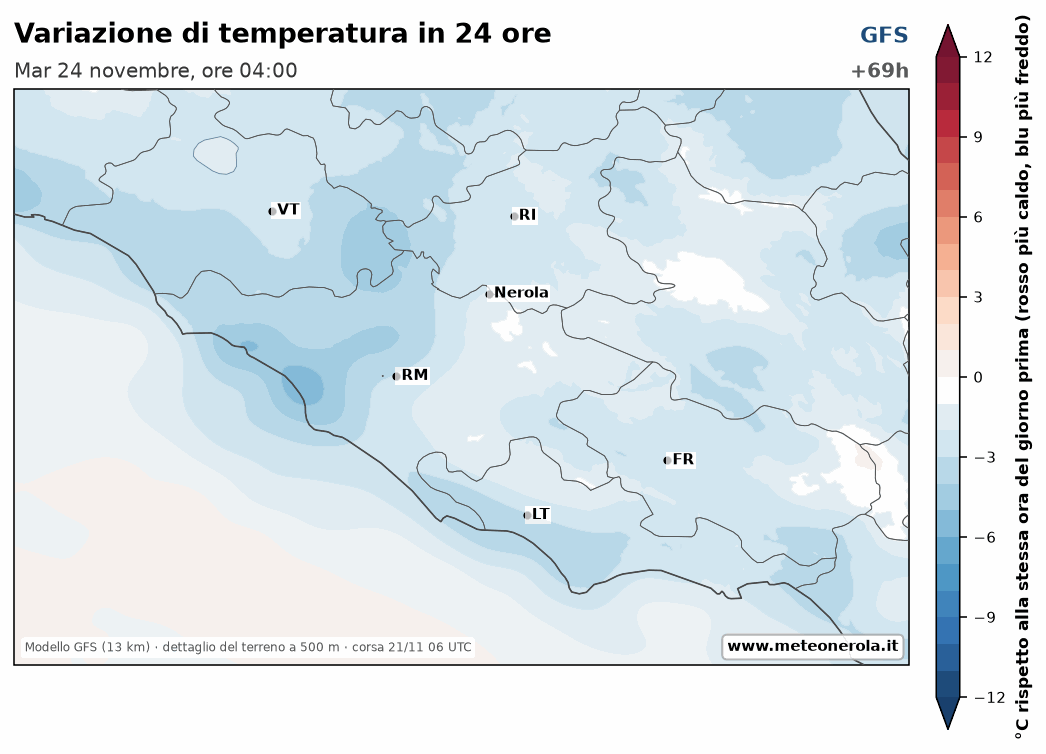 Variazione di temperatura in 24 ore
GFS
Mar 24 novembre, ore 04:00
+69h
VT
RI
Nerola
RM
FR
LT
Modello GFS (13 km) · dettaglio del terreno a 500 m · corsa 21/11 06 UTC
www.meteonerola.it
12
9
6
3
0
−3
−6
−9
−12
°C rispetto alla stessa ora del giorno prima (rosso più caldo, blu più freddo)